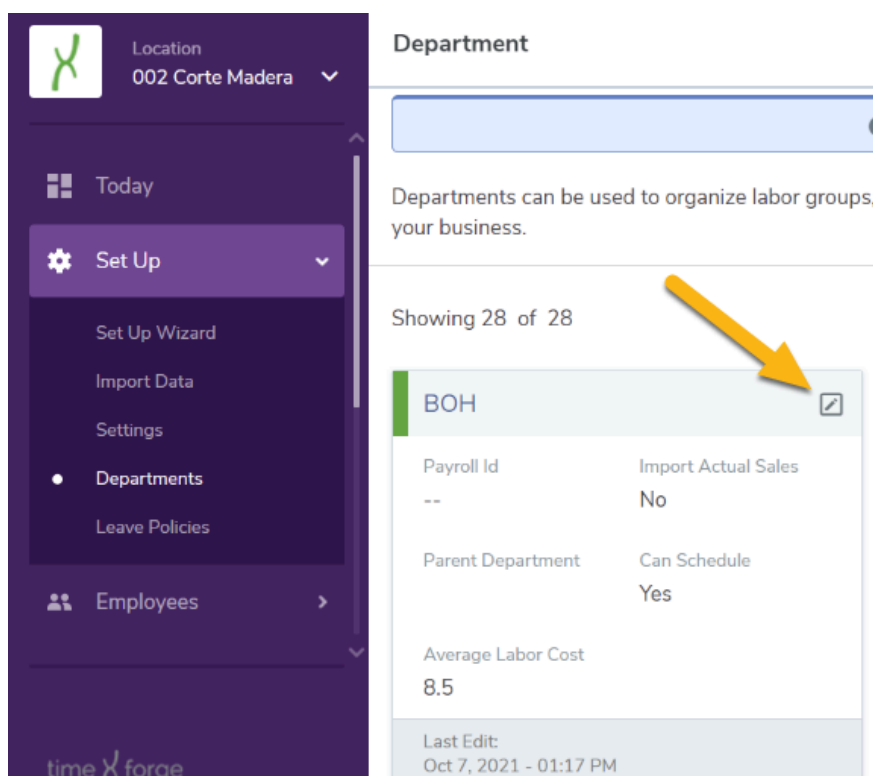 Location
002 Corte Madera
Today
Set Up
Set Up Wizard
Import Data
Settings
Departments
Leave Policies
Employees
time forge
Department
Departments can be used to organize labor groups,
your business.
Showing 28 of 28
BOH
Payroll Id
Import Actual Sales
--
No
Parent Department
Can Schedule
Yes
Average Labor Cost
8.5
Last Edit:
Oct 7, 2021 - 01:17 PM